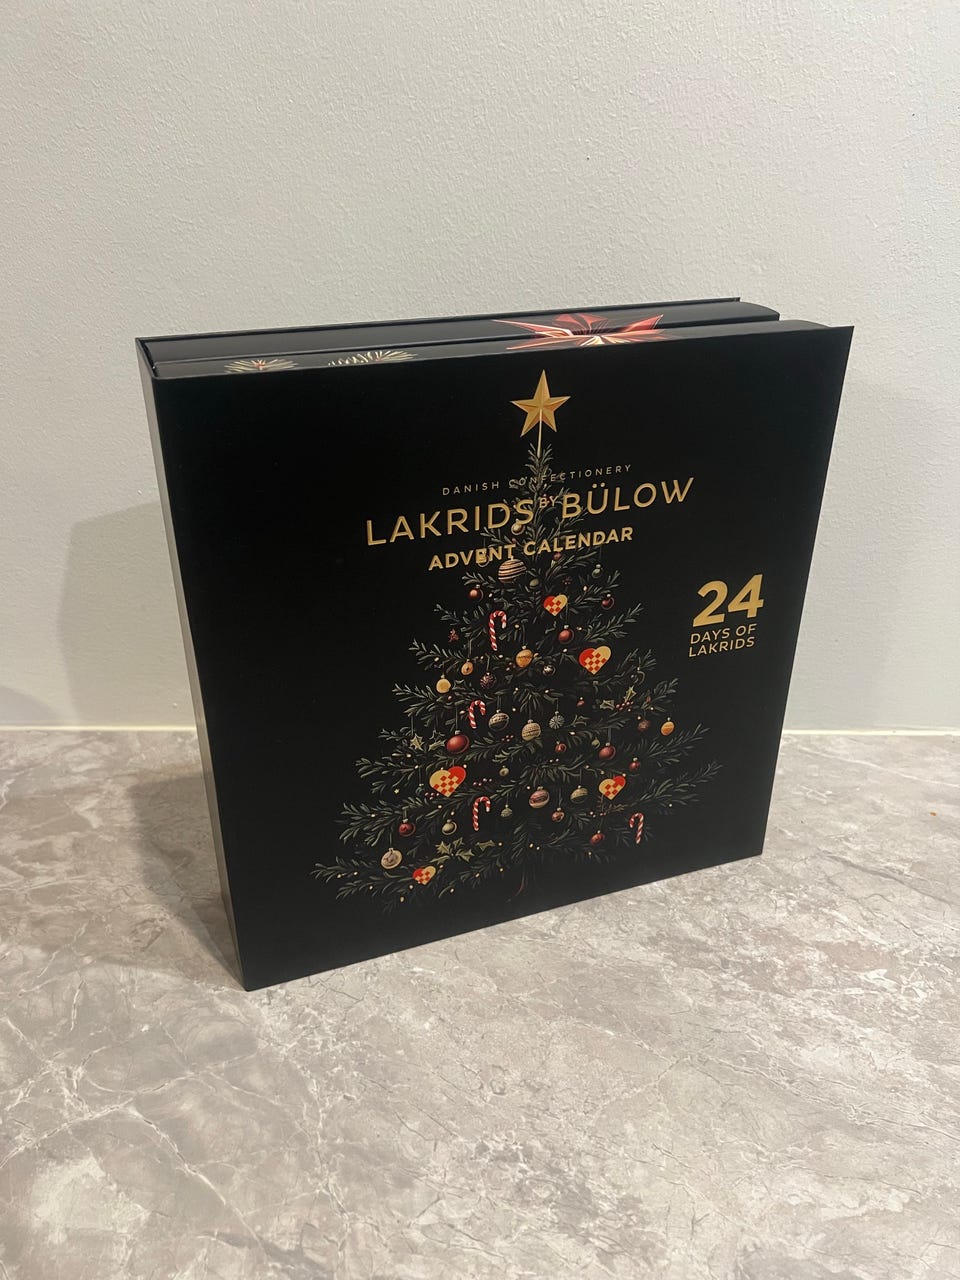 DANISH CONFECTIONERY
LAKRIDS BY BÜLOW
ADVENT CALENDAR
24
DAYS OF
LAKRIDS